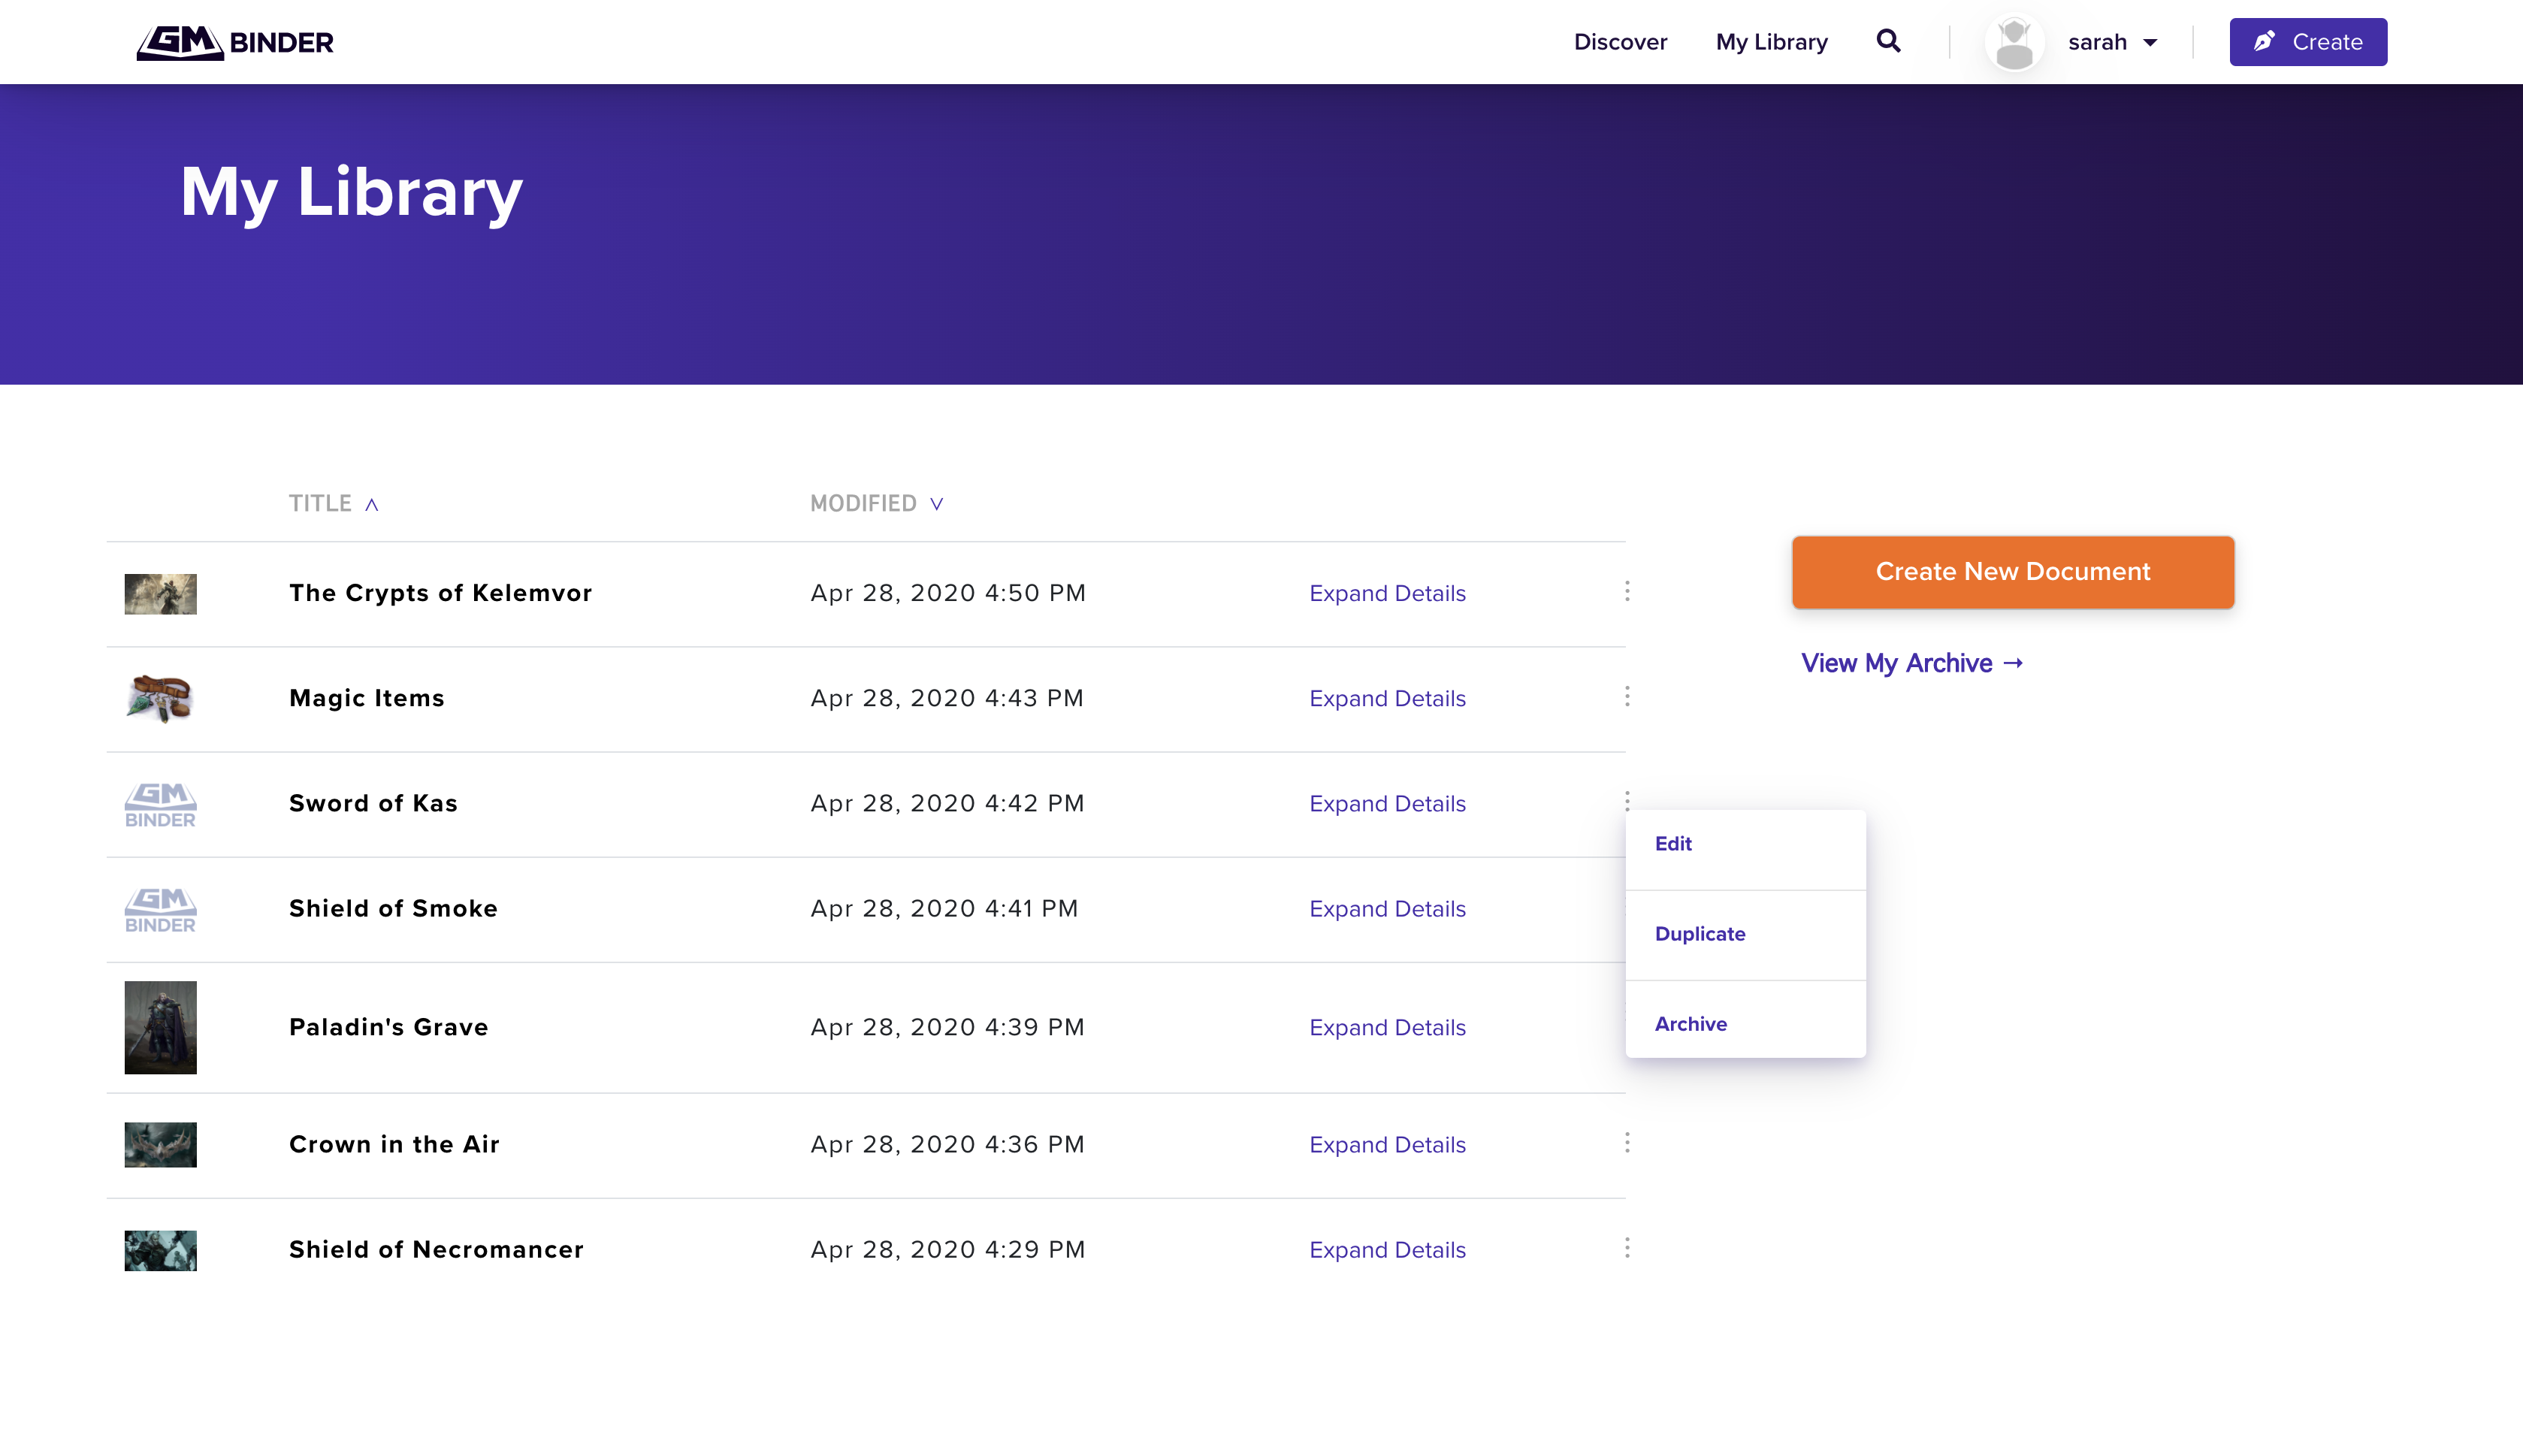 GM BINDER Discover My Library sarah Create
My Library
TITLE MODIFIED
The Crypts of Kelemvor Apr 28, 2020 4:50 PM Expand Details
Create New Document
Magic Items Apr 28, 2020 4:43 PM Expand Details
View My Archive →
GM BINDER Sword of Kas Apr 28, 2020 4:42 PM Expand Details
Edit
GM BINDER Shield of Smoke Apr 28, 2020 4:41 PM Expand Details
Duplicate
Paladin's Grave Apr 28, 2020 4:39 PM Expand Details
Archive
Crown in the Air Apr 28, 2020 4:36 PM Expand Details
Shield of Necromancer Apr 28, 2020 4:29 PM Expand Details